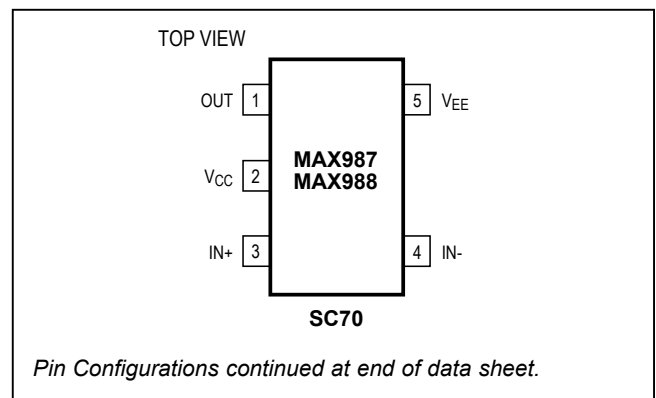 TOP VIEW
OUT 1
5 VEE
VCC 2
MAX987
MAX988
IN+ 3
4 IN-
SC70
Pin Configurations continued at end of data sheet.